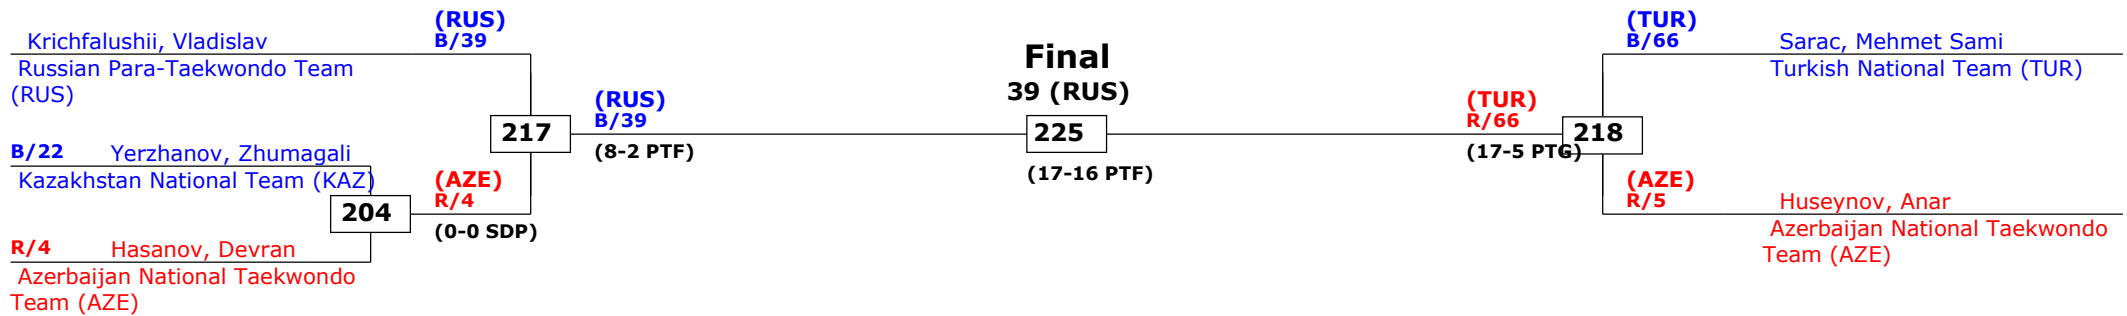 (RUS)
B/39
Krichfalushii, Vladislav
Russian Para-Taekwondo Team
(RUS)
B/22 Yerzhanov, Zhumagali
Kazakhstan National Team (KAZ)
204
R/4 Hasanov, Devran
Azerbaijan National Taekwondo
Team (AZE)
(AZE)
R/4
(0-0 SDP)
217
(RUS)
B/39
(8-2 PTF)
Final
39 (RUS)
225
(17-16 PTF)
(TUR)
R/66
(17-5 PTG)
218
(TUR)
B/66
Sarac, Mehmet Sami
Turkish National Team (TUR)
(AZE)
R/5
Huseynov, Anar
Azerbaijan National Taekwondo
Team (AZE)